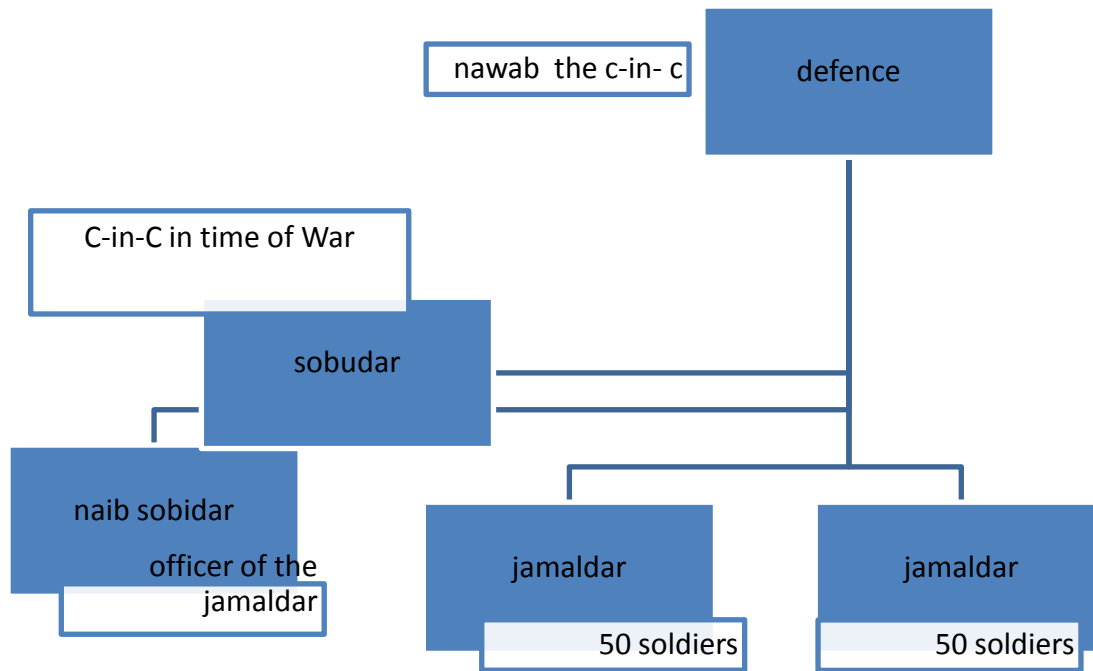 defence
nawab the c-in- c
C-in-C in time of War
sobudar
naib sobidar
officer of the
jamaldar
jamaldar
50 soldiers
jamaldar
50 soldiers